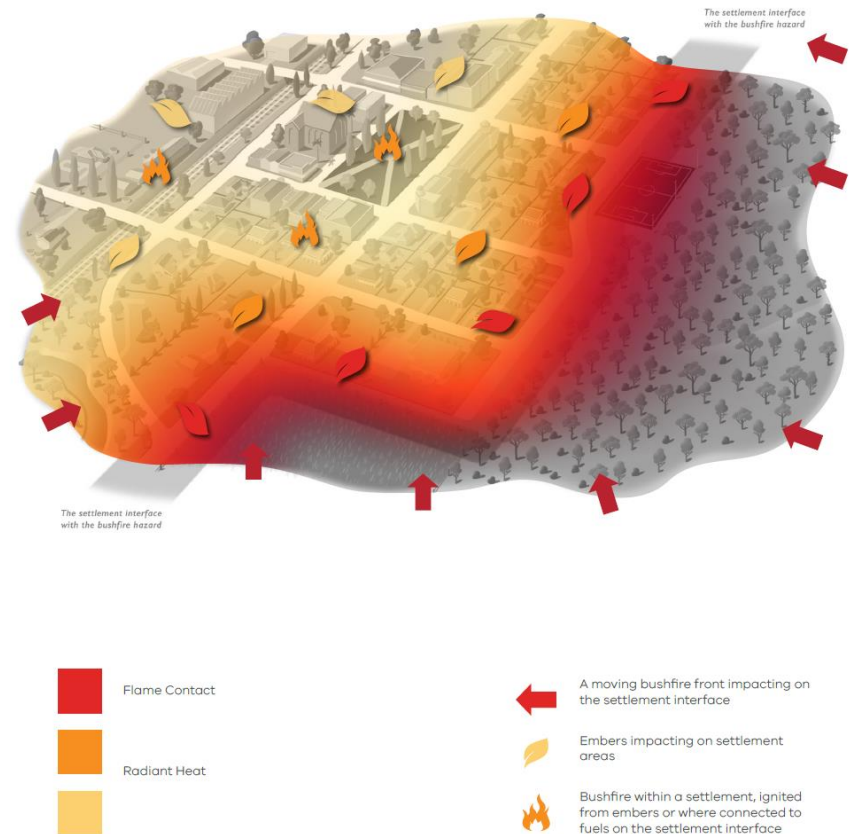 The settlement interface
with the bushfire hazard
The settlement interface
with the bushfire hazard
Flame Contact
Radiant Heat
A moving bushfire front impacting on
the settlement interface
Embers impacting on settlement
areas
Bushfire within a settlement, ignited
from embers or where connected to
fuels on the settlement interface